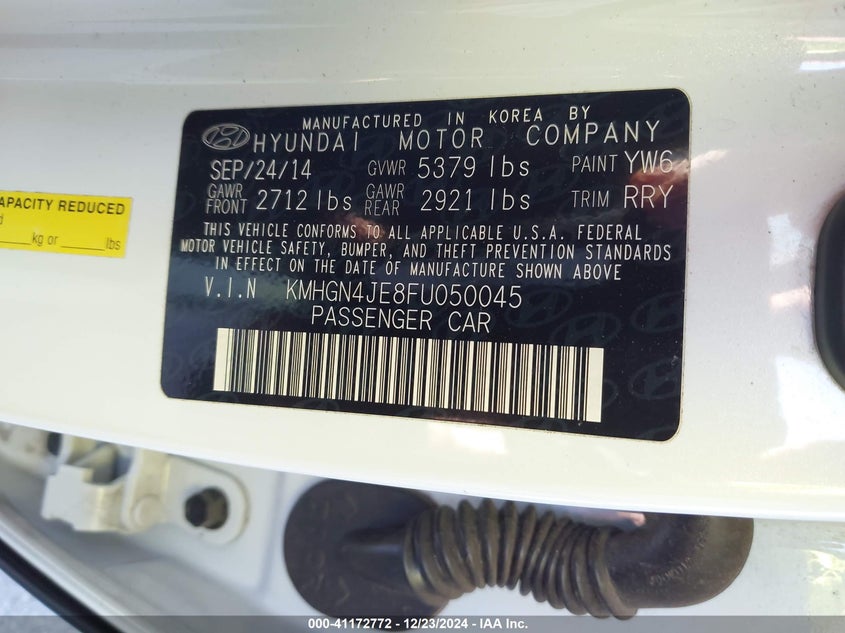 MANUFACTURED IN KOREA BY
HYUNDAI MOTOR COMPANY
SEP/24/14 GVWR 5379 lbs PAINT YW6
GAWR FRONT 2712 lbs GAWR REAR 2921 lbs TRIM RRY
THIS VEHICLE CONFORMS TO ALL APPLICABLE U.S.A. FEDERAL
MOTOR VEHICLE SAFETY, BUMPER, AND THEFT PREVENTION STANDARDS
IN EFFECT ON THE DATE OF MANUFACTURE SHOWN ABOVE
V.I.N KMHGN4JE8FU050045
PASSENGER CAR
CAPACITY REDUCED
kg or lbs
000-41172772 - 12/23/2024 - IAA Inc.